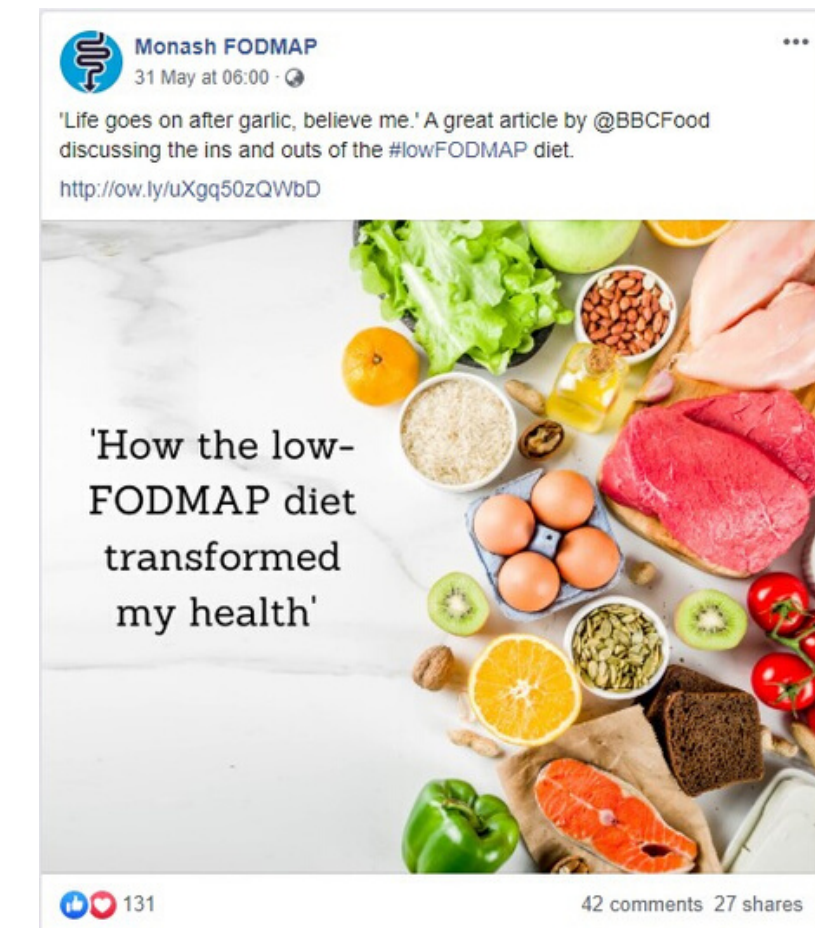 Monash FODMAP
31 May at 06:00 ·
'Life goes on after garlic, believe me.' A great article by @BBCFood
discussing the ins and outs of the #lowFODMAP diet.
http://ow.ly/uXgq50zQWbD
'How the low-
FODMAP diet
transformed
my health'
131
42 comments 27 shares